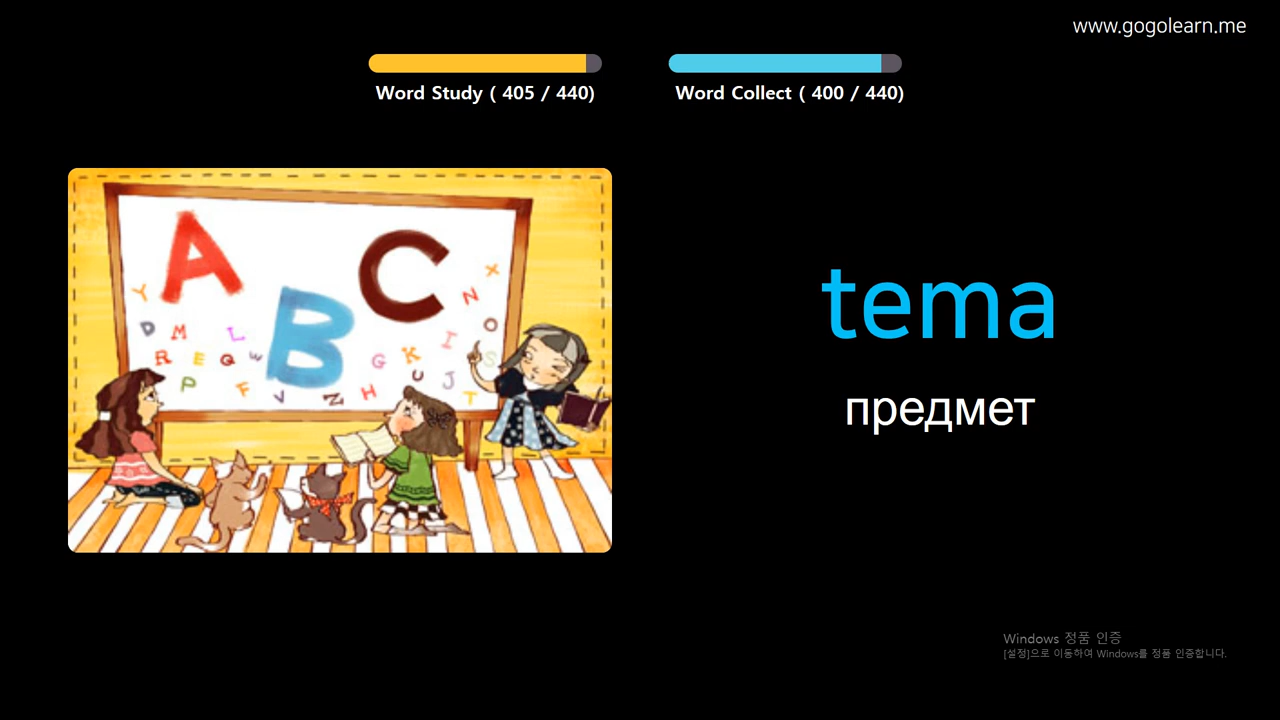 www.gogolearn.me
Word Study ( 405 / 440)
Word Collect ( 400 / 440)
A
B
C
Y
X
N
D
M
L
O
I
R
E
Q
W
G
K
S
P
F
V
Z
H
U
J
T
tema
предмет
Windows 정품 인증
[설정]으로 이동하여 Windows를 정품 인증합니다.